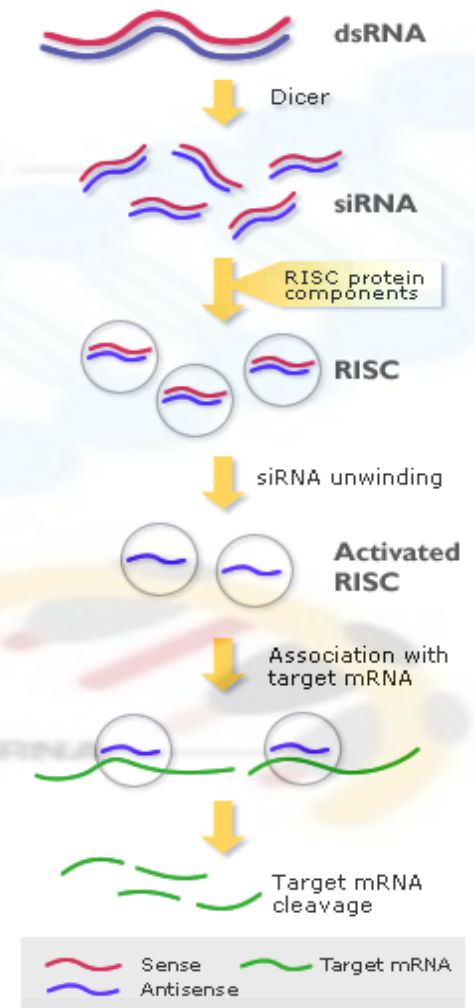 dsRNA
Dicer
siRNA
RISC protein
components
RISC
siRNA unwinding
Activated
RISC
Association with
target mRNA
RNA
Target mRNA
cleavage
Sense
Target mRNA
Antisense